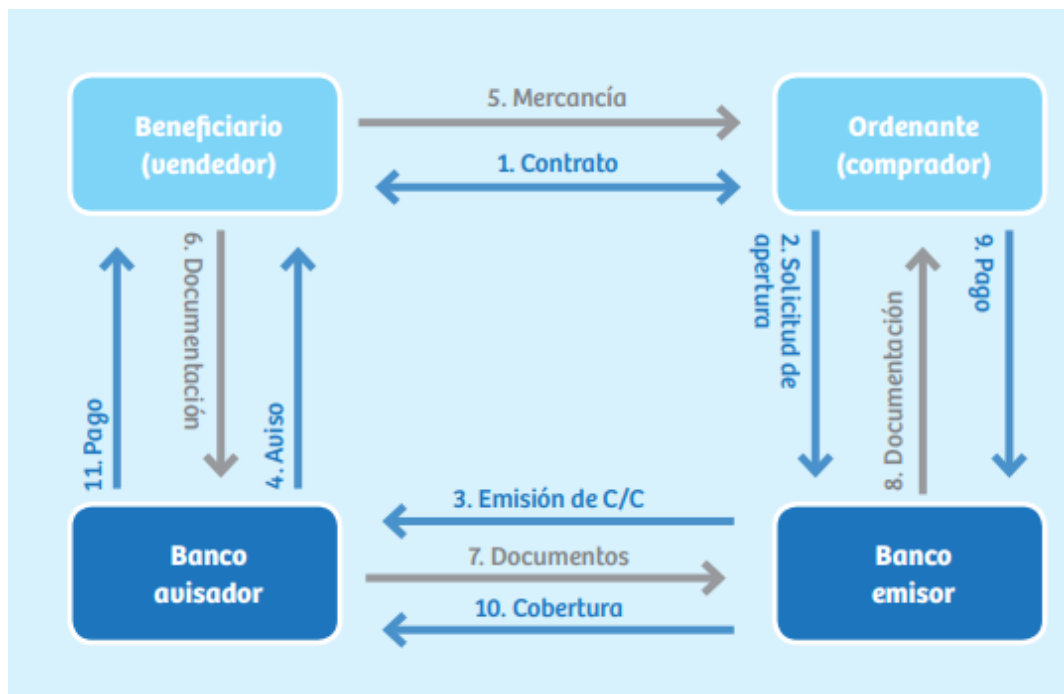 5. Mercancía
Beneficiario
(vendedor)
Ordenante
(comprador)
1. Contrato
6. Documentación
2. Solicitud de
apertura
9. Pago
11. Pago
4. Aviso
8. Documentación
3. Emisión de C/C
7. Documentos
10. Cobertura
Banco
avisador
Banco
emisor